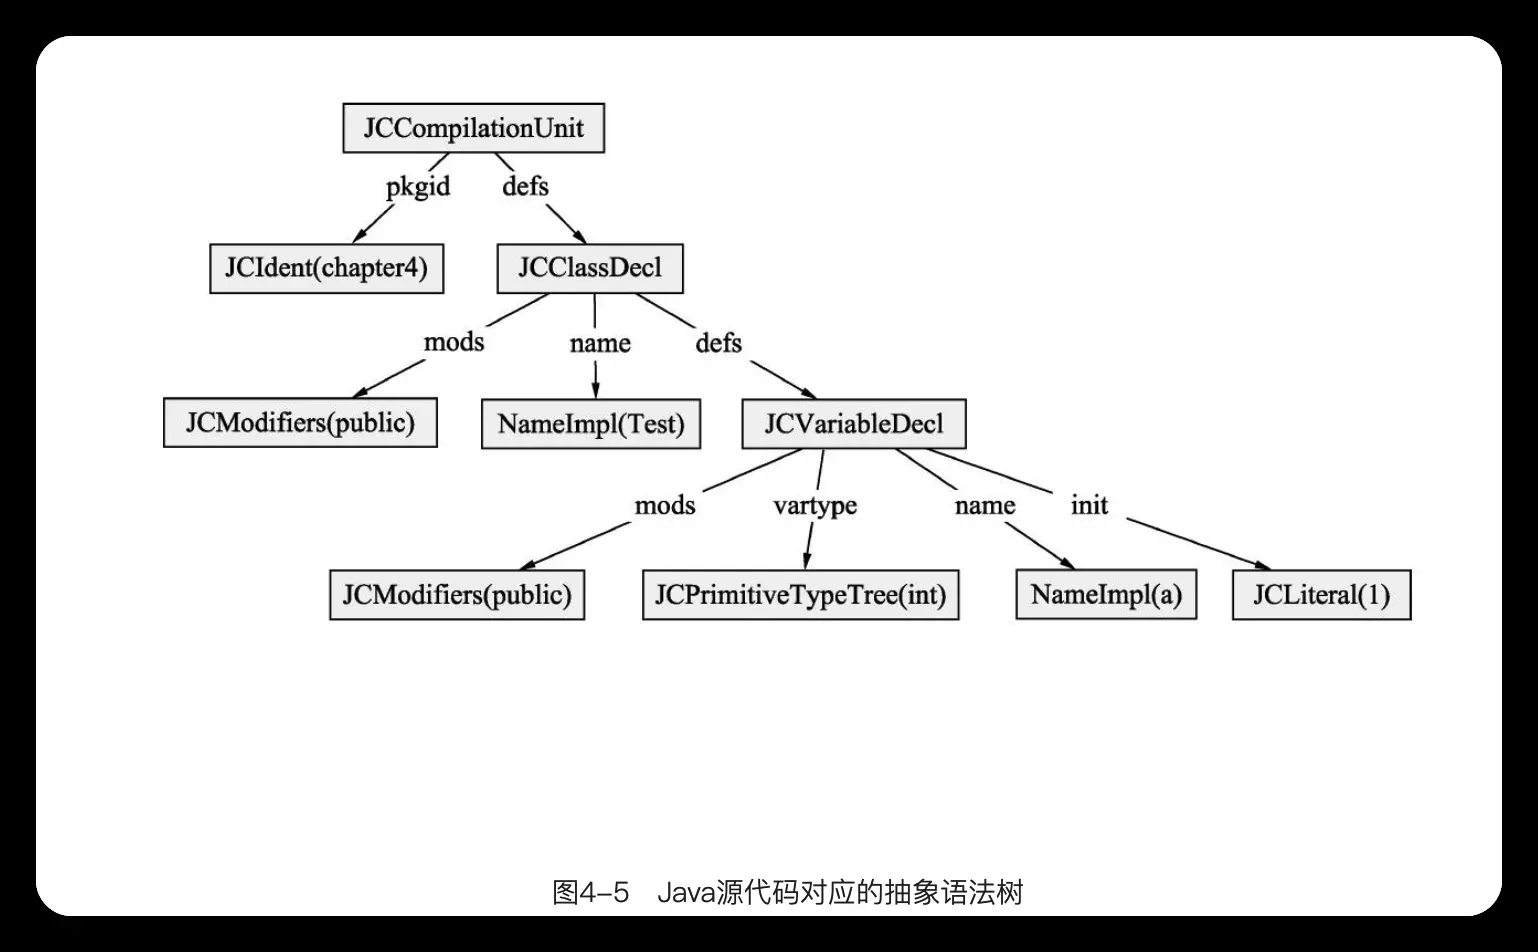 JCCompilationUnit
pkgid defs
JCIdent(chapter4) JCClassDecl
mods name defs
JCModifiers(public) NameImpl(Test) JCVariableDecl
mods vartype name init
JCModifiers(public) JCPrimitiveTypeTree(int) NameImpl(a) JCLiteral(1)
图4–5 Java源代码对应的抽象语法树